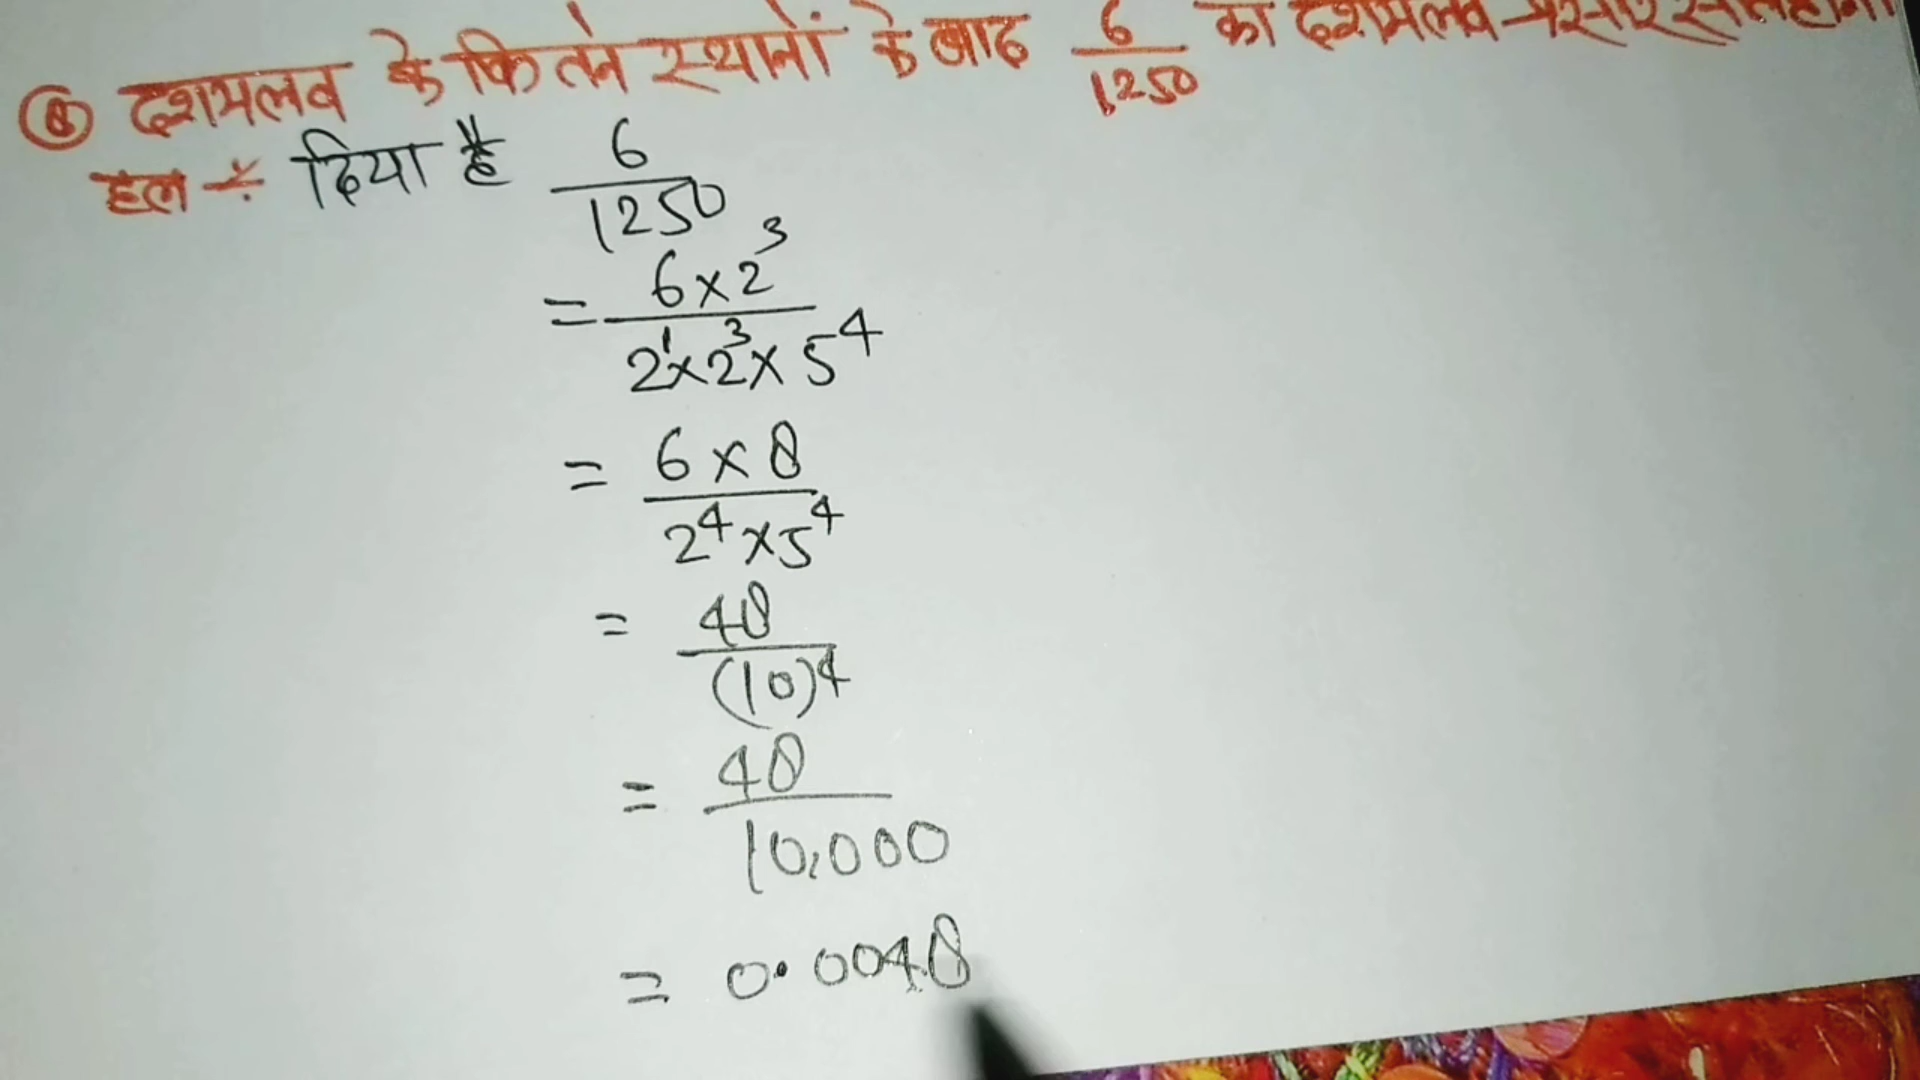 ⑧ दशमलव के कितने स्थानों के बाद 6/1250 का दशमलव
हल ÷ दिया है 6/1250
= 6×2³/2¹×2³×5⁴
= 6×8/2⁴×5⁴
= 48/(10)⁴
= 48/10,000
= 0.0048